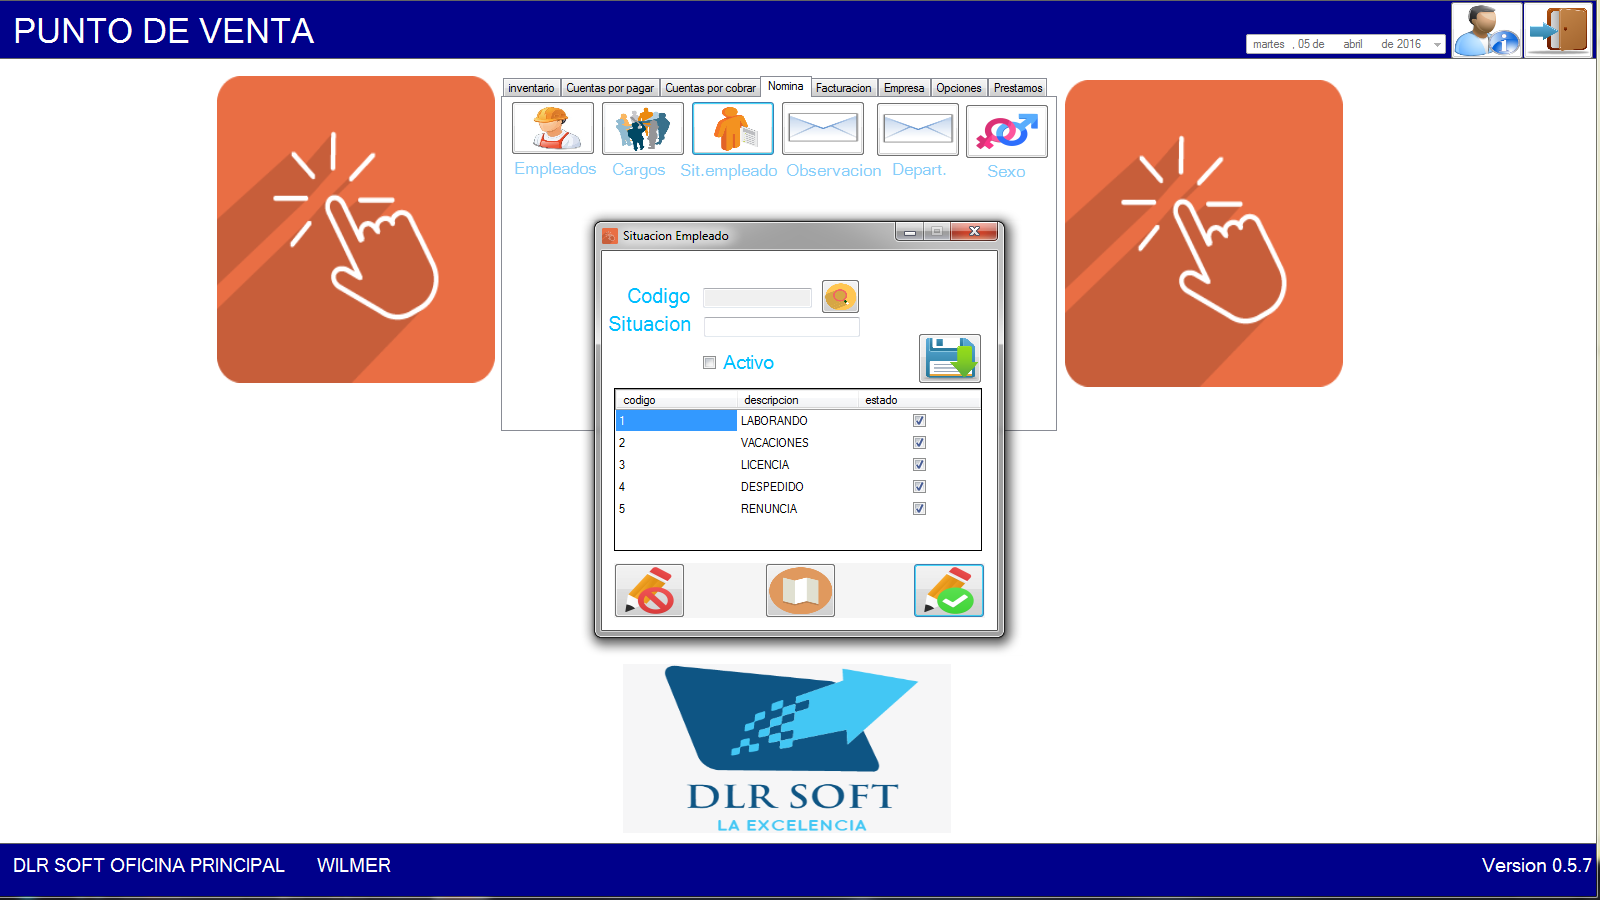 PUNTO DE VENTA
martes , 05 de abril de 2016
inventario Cuentas por pagar Cuentas por cobrar Nomina Facturacion Empresa Opciones Prestamos
Empleados Cargos Sit.empleado Observacion Depart. Sexo
Situacion Empleado
Codigo
Situacion
Activo
codigo descripcion estado
1 LABORANDO
2 VACACIONES
3 LICENCIA
4 DESPEDIDO
5 RENUNCIA
DLR SOFT
LA EXCELENCIA
DLR SOFT OFICINA PRINCIPAL WILMER Version 0.5.7